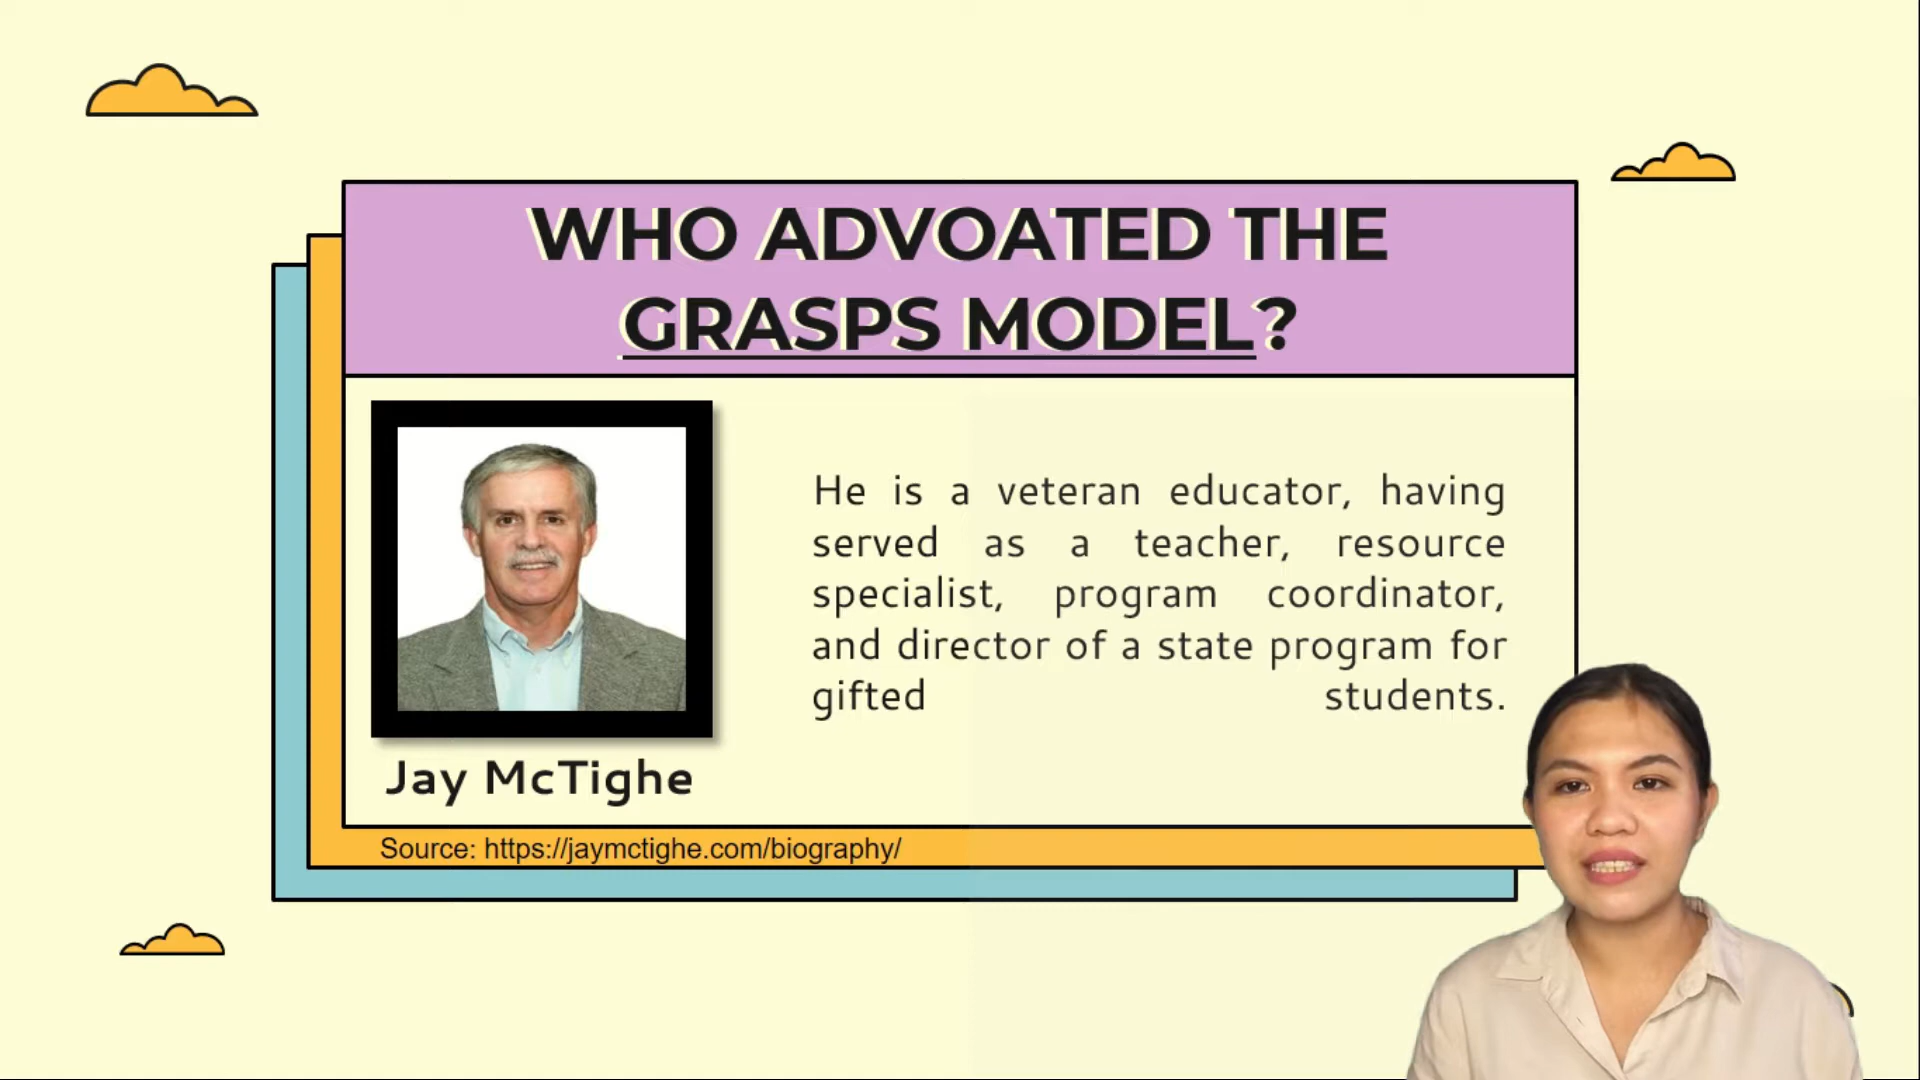 WHO ADVOATED THE
GRASPS MODEL?
He is a veteran educator, having
served as a teacher, resource
specialist, program coordinator,
and director of a state program for
gifted students.
Jay McTighe
Source: https://jaymctighe.com/biography/